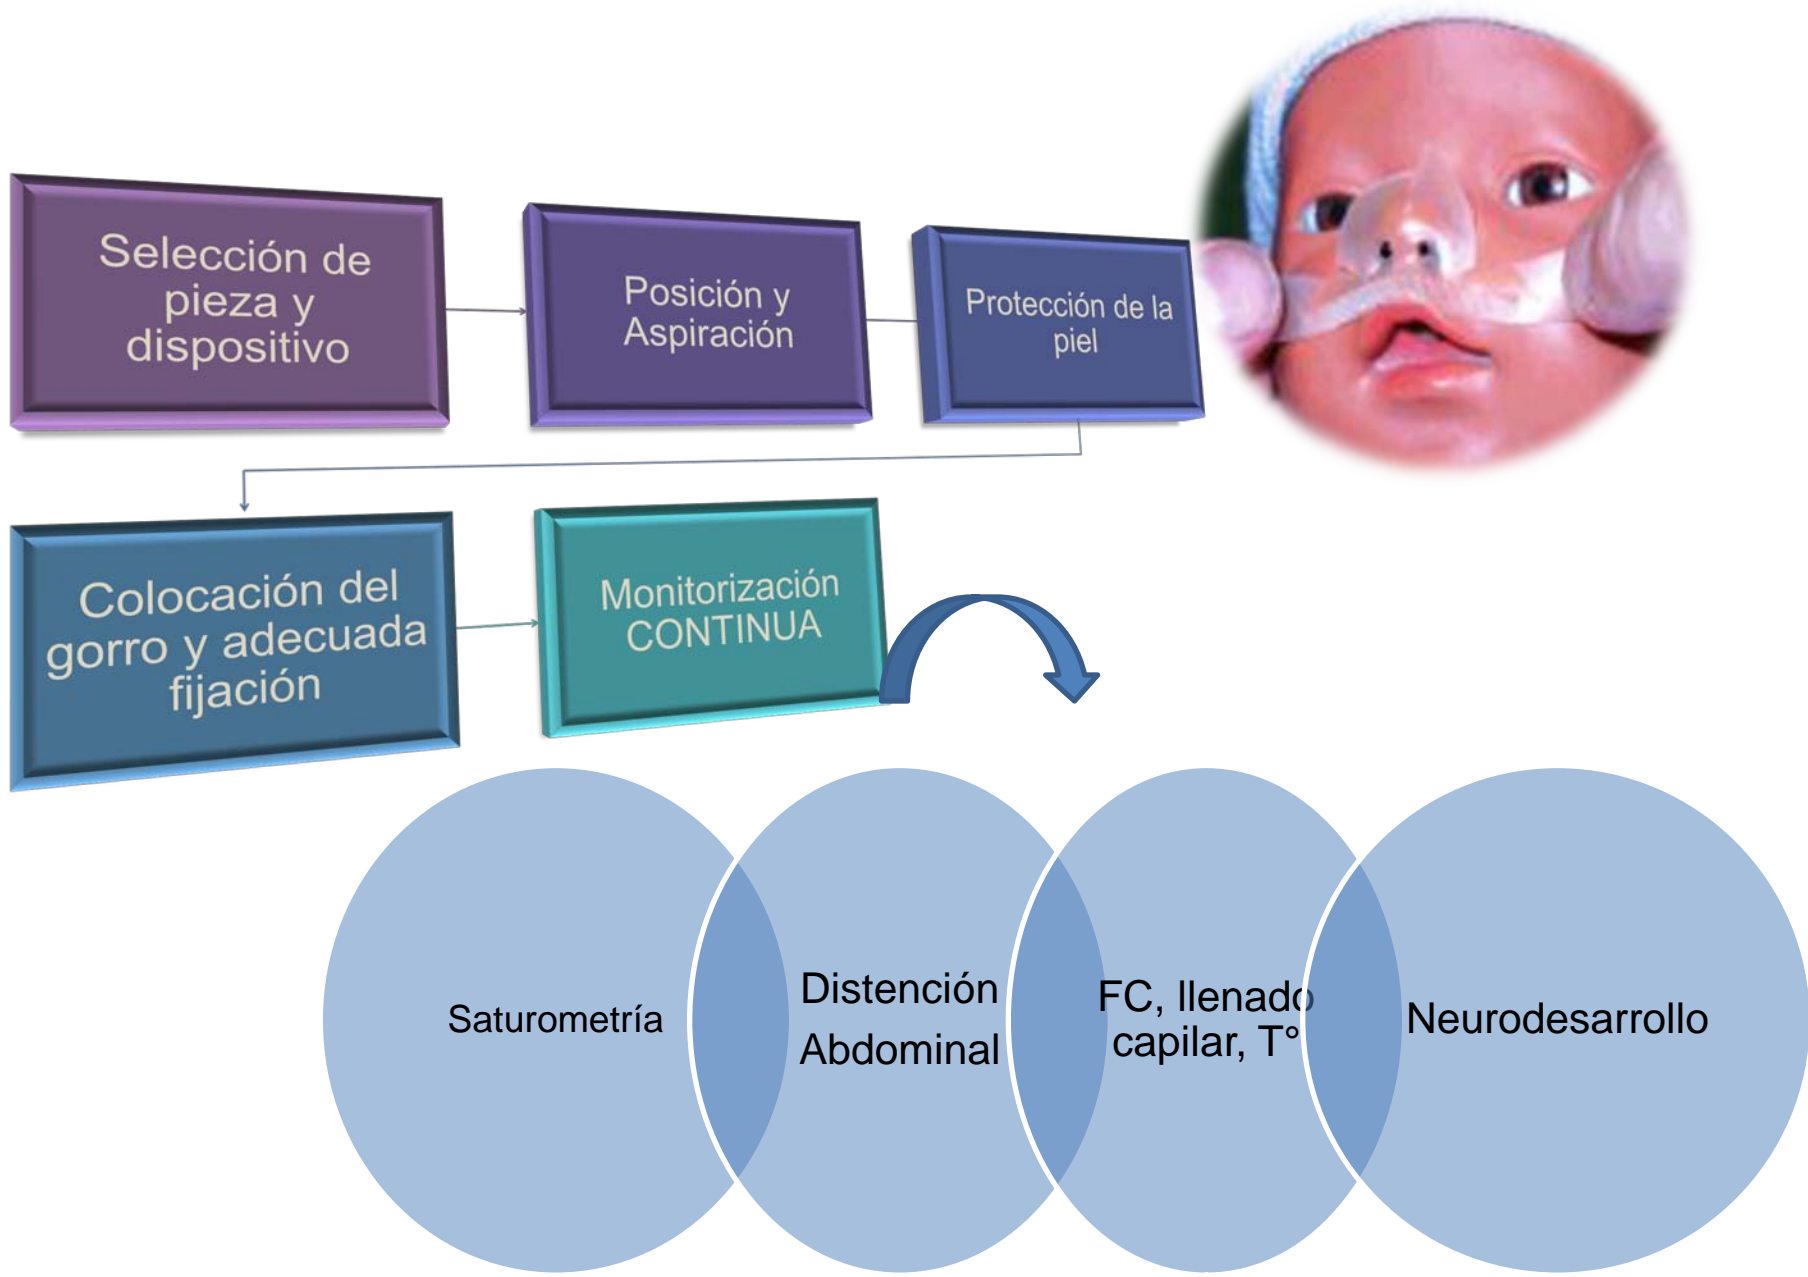 Selección de
pieza y
dispositivo
Posición y
Aspiración
Protección de la
piel
Colocación del
gorro y adecuada
fijación
Monitorización
CONTINUA
Saturometría
Distención
Abdominal
FC, llenado
capilar, T°
Neurodesarrollo